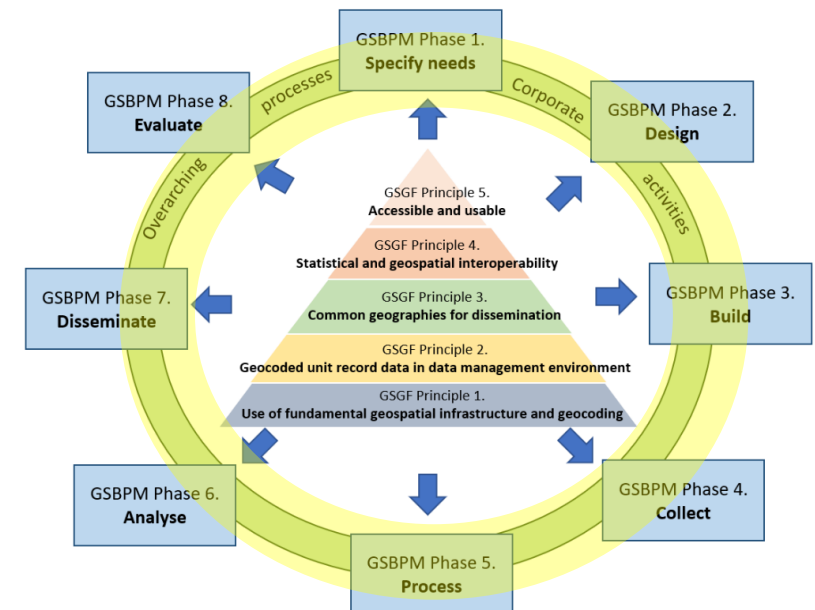 GSBPM Phase 1.
Specify needs
GSBPM Phase 8.
Evaluate
Overarching processes
Corporate activities
GSBPM Phase 2.
Design
GSGF Principle 5.
Accessible and usable
GSGF Principle 4.
Statistical and geospatial interoperability
GSBPM Phase 7.
Disseminate
GSGF Principle 3.
Common geographies for dissemination
GSBPM Phase 3.
Build
GSGF Principle 2.
Geocoded unit record data in data management environment
GSGF Principle 1.
Use of fundamental geospatial infrastructure and geocoding
GSBPM Phase 6.
Analyse
GSBPM Phase 4.
Collect
GSBPM Phase 5.
Process